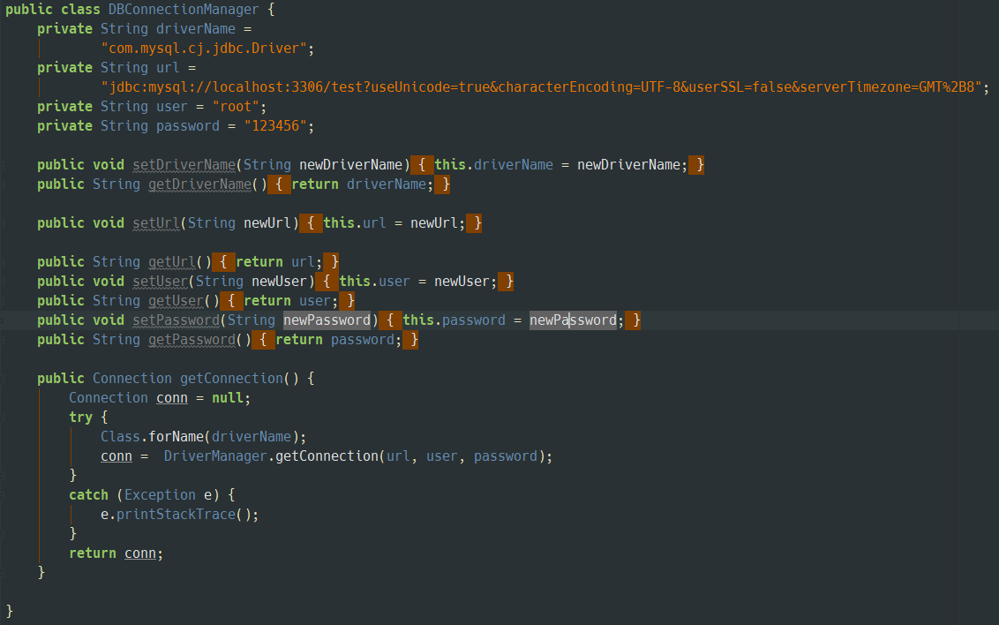 public class DBConnectionManager {
    private String driverName =
            "com.mysql.cj.jdbc.Driver";
    private String url =
            "jdbc:mysql://localhost:3306/test?useUnicode=true&characterEncoding=UTF-8&userSSL=false&serverTimezone=GMT%2B8";
    private String user = "root";
    private String password = "123456";
    public void setDriverName(String newDriverName) { this.driverName = newDriverName; }
    public String getDriverName() { return driverName; }
    public void setUrl(String newUrl) { this.url = newUrl; }
    public String getUrl() { return url; }
    public void setUser(String newUser) { this.user = newUser; }
    public String getUser() { return user; }
    public void setPassword(String newPassword) { this.password = newPassword; }
    public String getPassword() { return password; }
    public Connection getConnection() {
        Connection conn = null;
        try {
            Class.forName(driverName);
            conn =  DriverManager.getConnection(url, user, password);
        }
        catch (Exception e) {
            e.printStackTrace();
        }
        return conn;
    }
}